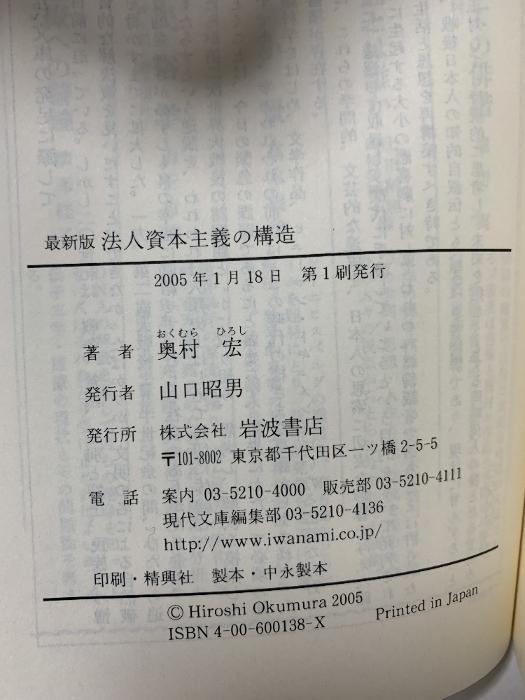 最新版 法人資本主義の構造
2005年1月18日 第1刷発行
おくむら ひろし
著者 奥村 宏
発行者 山口昭男
発行所 株式会社 岩波書店
〒101-8002 東京都千代田区一ツ橋2-5-5
電話 案内 03-5210-4000 販売部 03-5210-4111
現代文庫編集部 03-5210-4136
http://www.iwanami.co.jp/
印刷・精興社 製本・中永製本
© Hiroshi Okumura 2005
ISBN 4-00-600138-X Printed in Japan